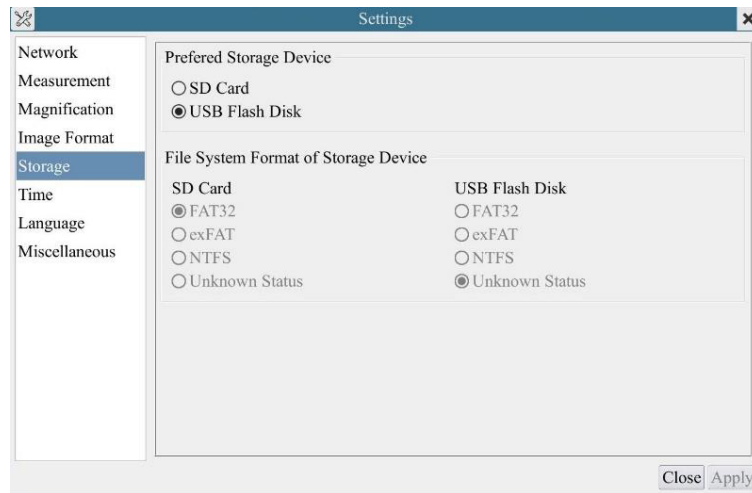 Settings
Network
Measurement
Magnification
Image Format
Storage
Time
Language
Miscellaneous
Prefered Storage Device
SD Card
USB Flash Disk
File System Format of Storage Device
SD Card
FAT32
exFAT
NTFS
Unknown Status
USB Flash Disk
FAT32
exFAT
NTFS
Unknown Status
Close Apply